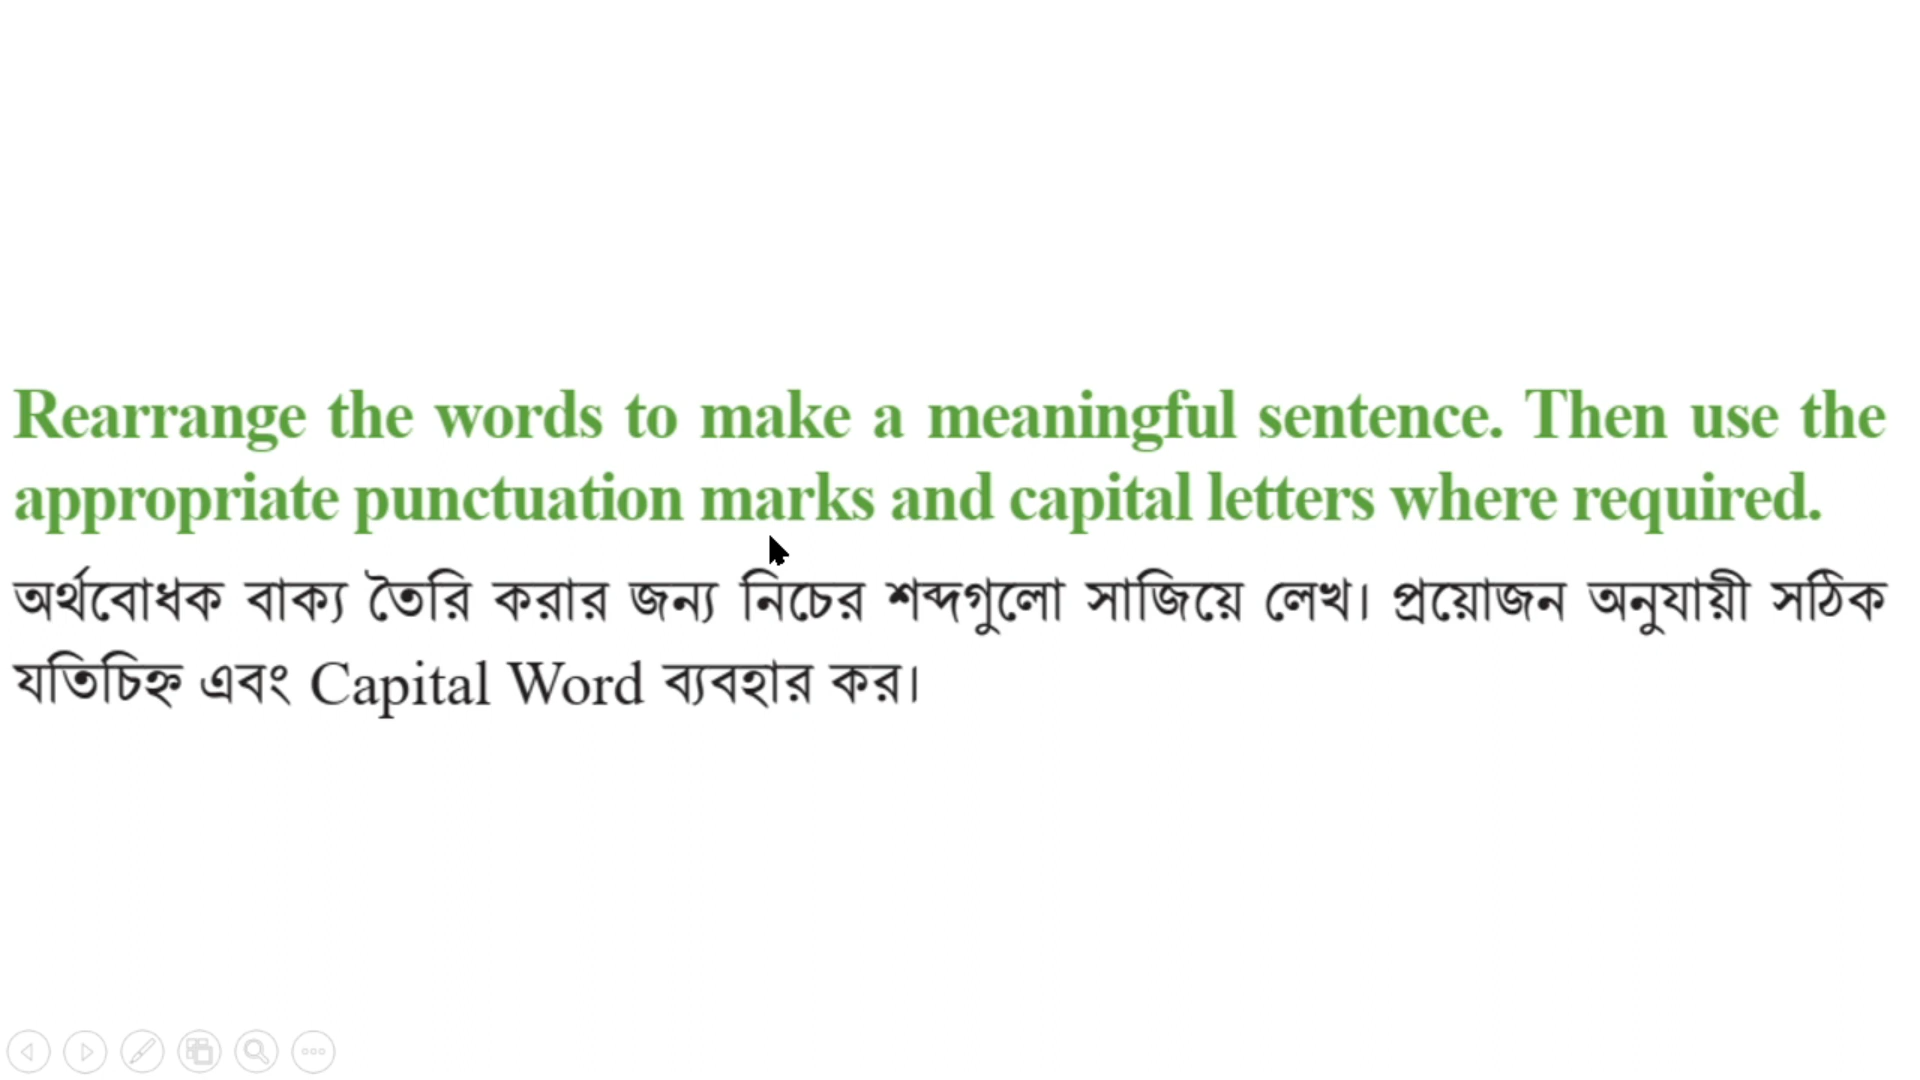 Rearrange the words to make a meaningful sentence. Then use the
appropriate punctuation marks and capital letters where required.
অর্থবোধক বাক্য তৈরি করার জন্য নিচের শব্দগুলো সাজিয়ে লেখ। প্রয়োজন অনুযায়ী সঠিক
যতিচিহ্ন এবং Capital Word ব্যবহার কর।